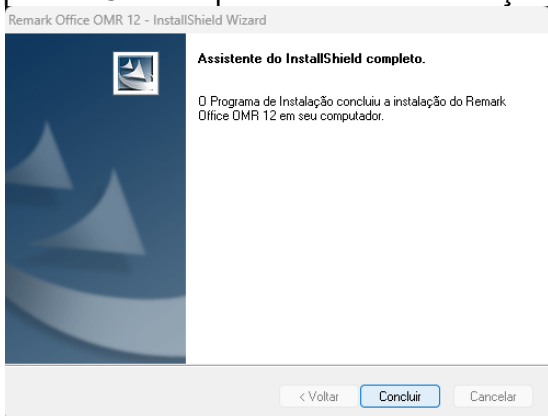 Remark Office OMR 12 - InstallShield Wizard
Assistente do InstallShield completo.
O Programa de Instalação concluiu a instalação do Remark
Office OMR 12 em seu computador.
< Voltar
Concluir
Cancelar